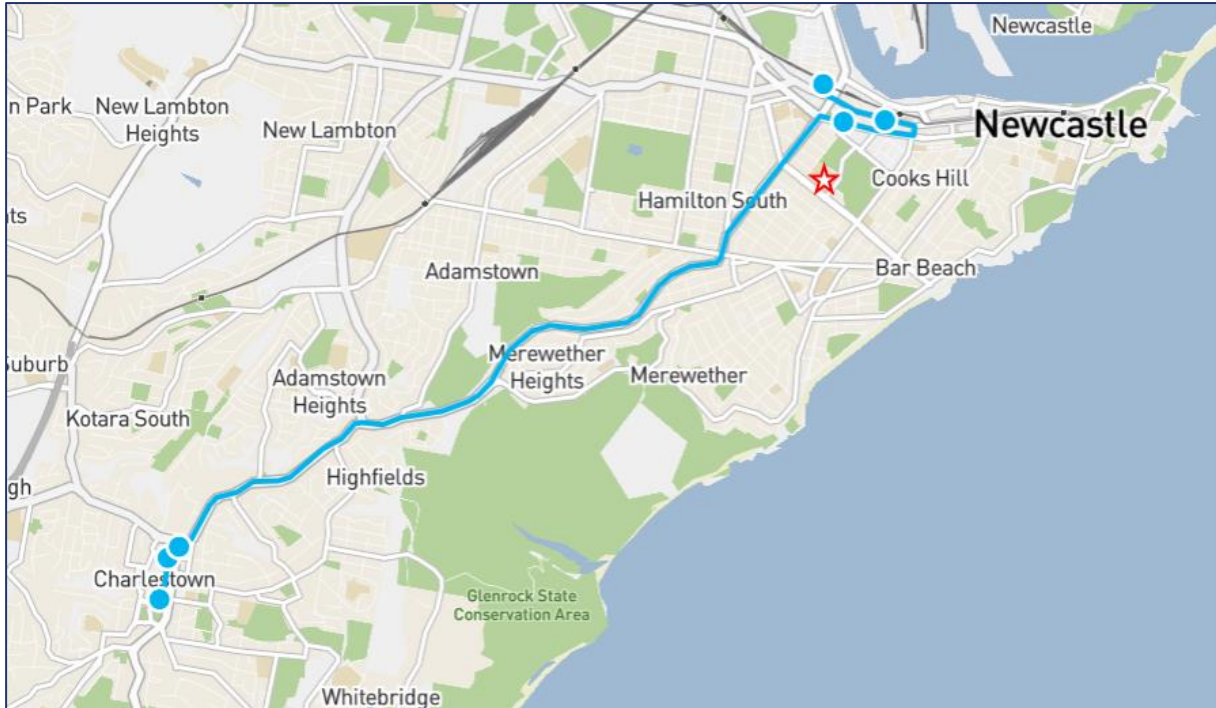 Newcastle
n Park
New Lambton
Heights
New Lambton
Newcastle
Cooks Hill
Hamilton South
ts
Adamstown
Bar Beach
Suburb
Merewether
Heights
Merewether
Adamstown
Heights
Kotara South
Highfields
gh
Charlestown
Glenrock State
Conservation Area
Whitebridge